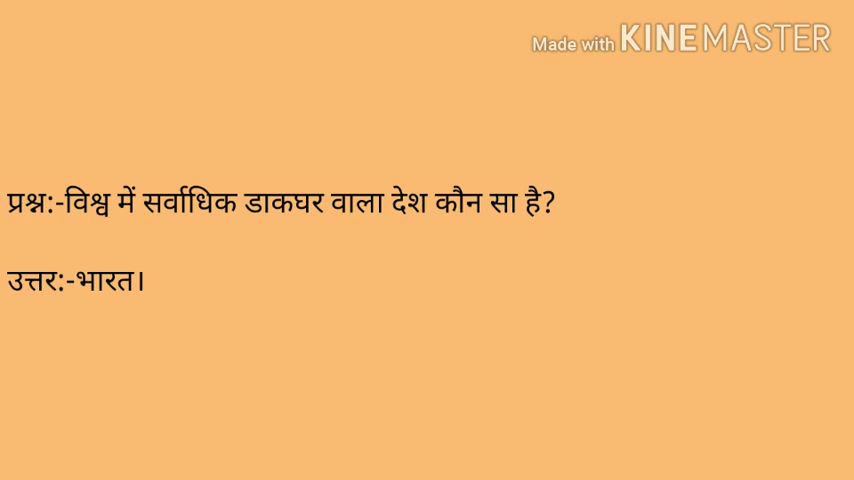 Made with KINEMASTER
प्रश्न:-विश्व में सर्वाधिक डाकघर वाला देश कौन सा है?
उत्तर:-भारत।